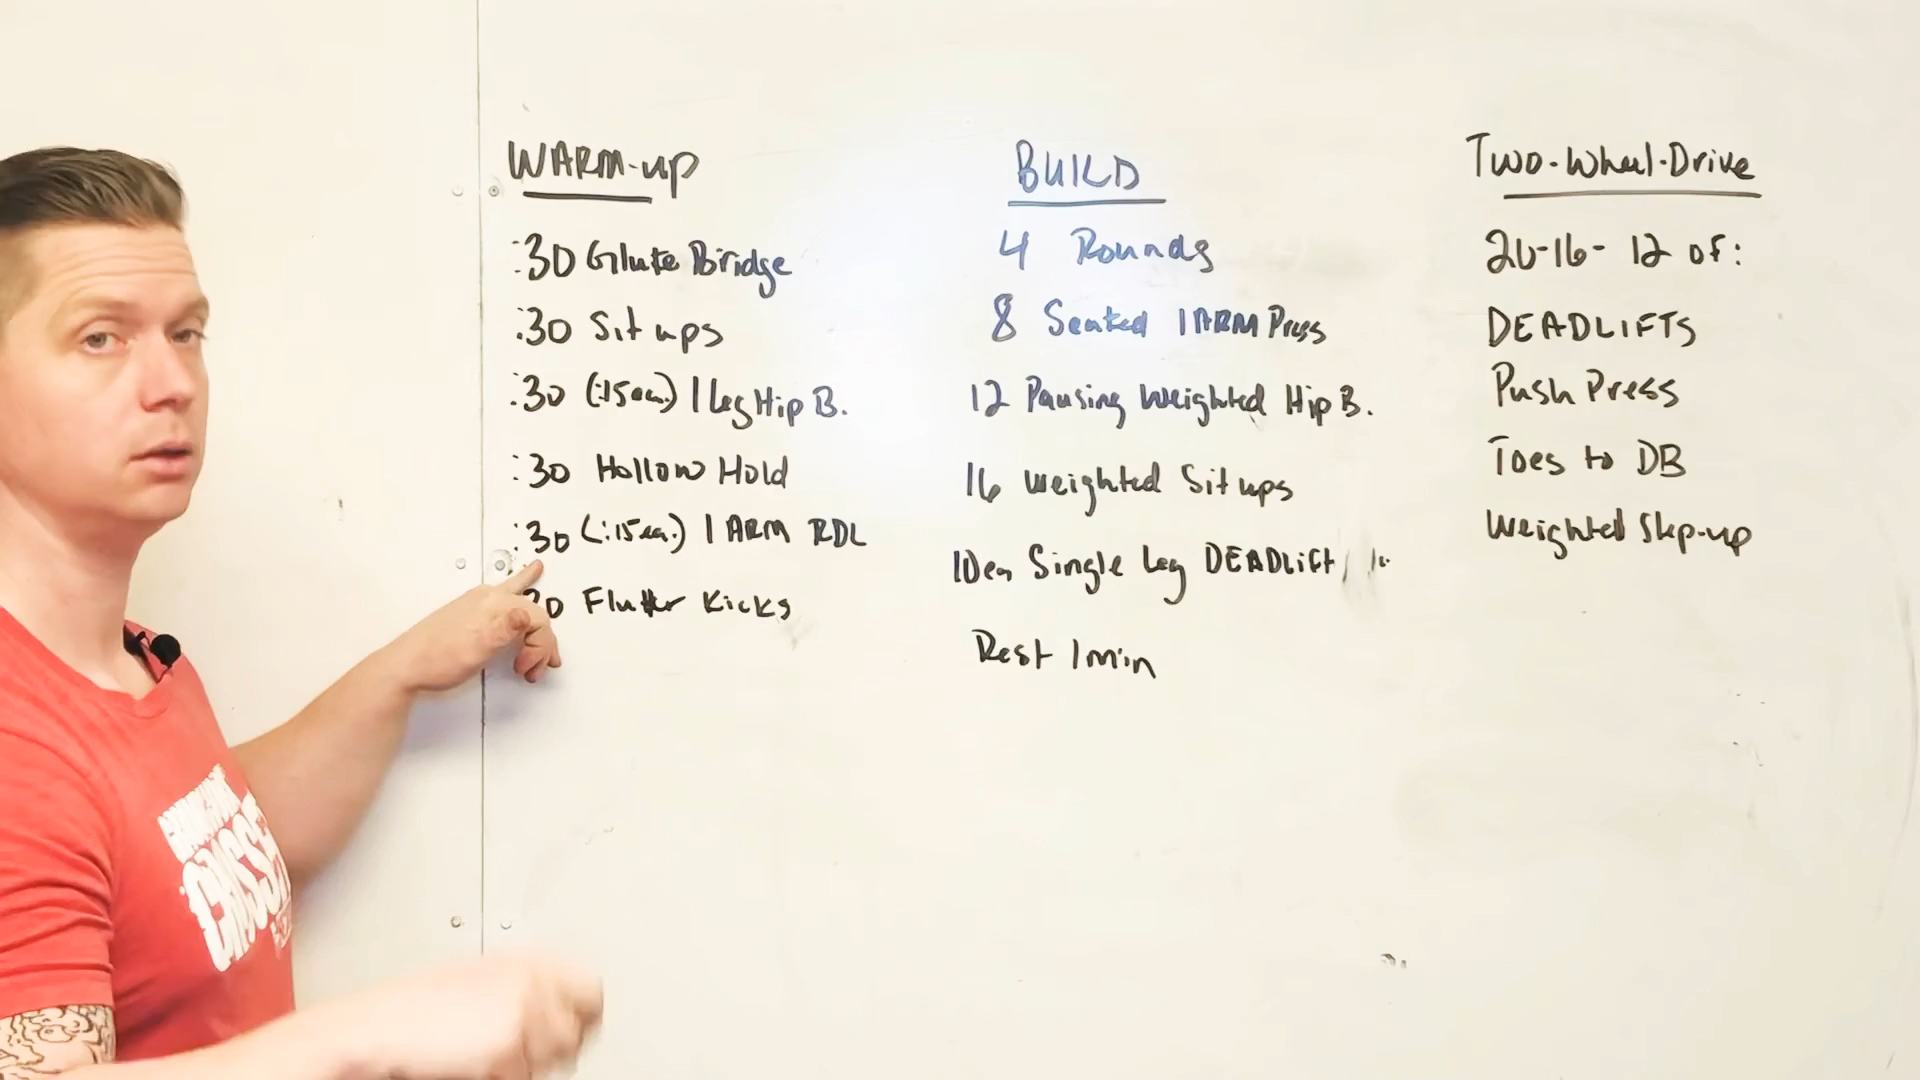 WARM-up
:30 Glute Bridge
:30 Sit ups
:30 (:15ea.) 1 Leg Hip B.
:30 Hollow Hold
:30 (:15ea.) 1 ARM RDL
30 Flutter Kicks
BUILD
4 Rounds
8 Seated 1 ARM Press
12 Pausing Weighted Hip B.
16 Weighted Sit ups
10ea Single Leg DEADLift
Rest 1 min
Two-Wheel-Drive
20-16-12 of:
DEADLIFTS
Push Press
Toes to DB
Weighted Step-up